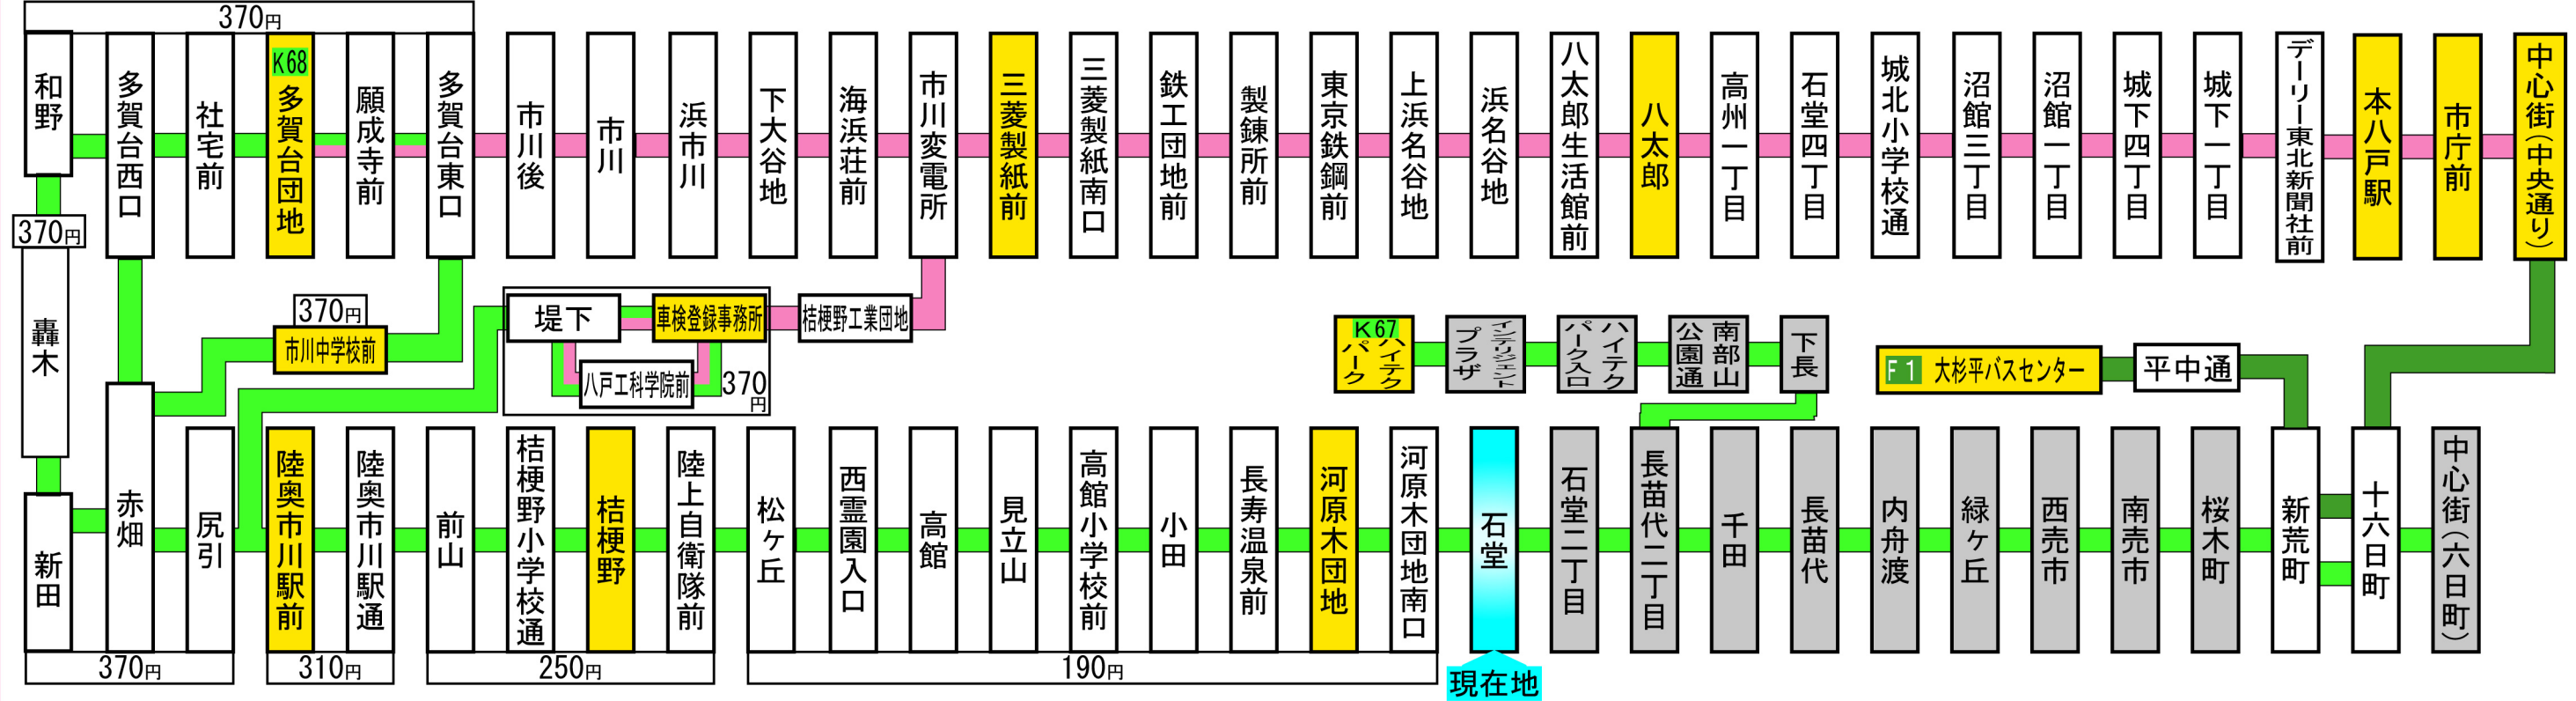 370円
和野
多賀台西口
社宅前
K68
多賀台団地
願成寺前
多賀台東口
市川後
市川
浜市川
下大谷地
海浜荘前
市川変電所
三菱製紙前
三菱製紙南口
鉄工団地前
製錬所前
東京鉄鋼前
上浜名谷地
浜名谷地
八太郎生活館前
八太郎
高州一丁目
石堂四丁目
城北小学校通
沼館三丁目
沼館一丁目
城下四丁目
城下一丁目
デーリー東北新聞社前
本八戸駅
市庁前
中心街(中央通り)
370円
轟木
370円
市川中学校前
堤下
車検登録事務所
桔梗野工業団地
八戸工科学院前
370円
K67
ハイテクパーク
インテリジェントプラザ
ハイテクパーク入口
南部山公園通
下長
F1 大杉平バスセンター
平中通
新田
赤畑
尻引
陸奥市川駅前
陸奥市川駅通
前山
桔梗野小学校通
桔梗野
陸上自衛隊前
松ヶ丘
西霊園入口
高館
見立山
高館小学校前
小田
長寿温泉前
河原木団地
河原木団地南口
石堂
石堂二丁目
長苗代二丁目
千田
長苗代
内舟渡
緑ヶ丘
西売市
南売市
桜木町
新荒町
十六日町
中心街(六日町)
370円
310円
250円
190円
現在地